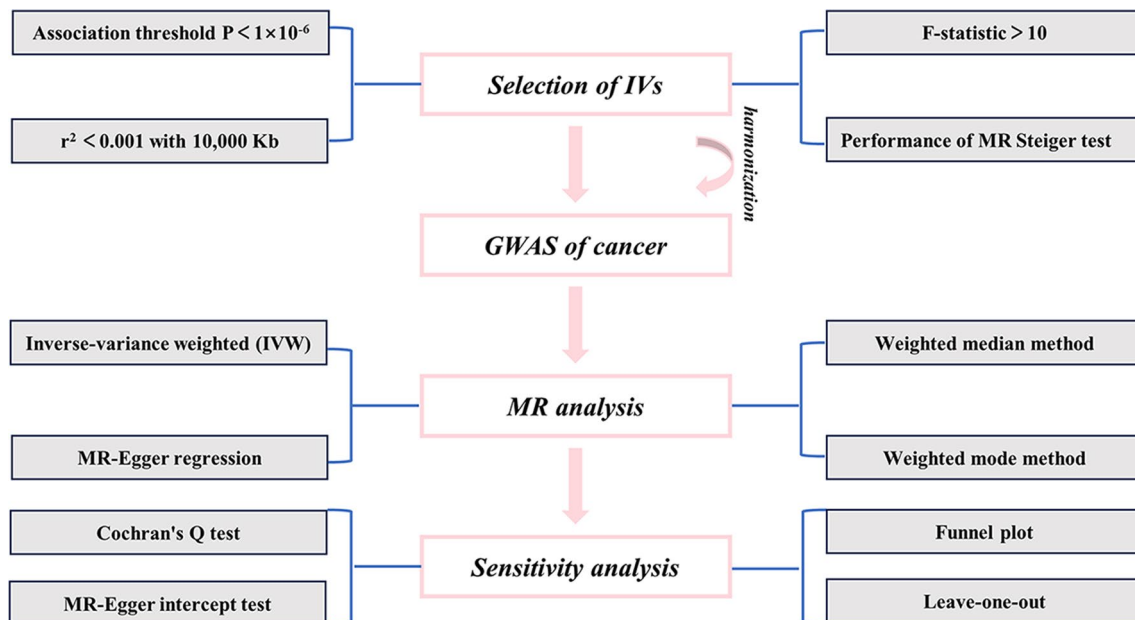 Association threshold P < 1×10⁻⁶
F-statistic > 10
Selection of IVs
r² < 0.001 with 10,000 Kb
Performance of MR Steiger test
harmonization
GWAS of cancer
Inverse-variance weighted (IVW)
Weighted median method
MR analysis
MR-Egger regression
Weighted mode method
Cochran's Q test
Funnel plot
Sensitivity analysis
MR-Egger intercept test
Leave-one-out